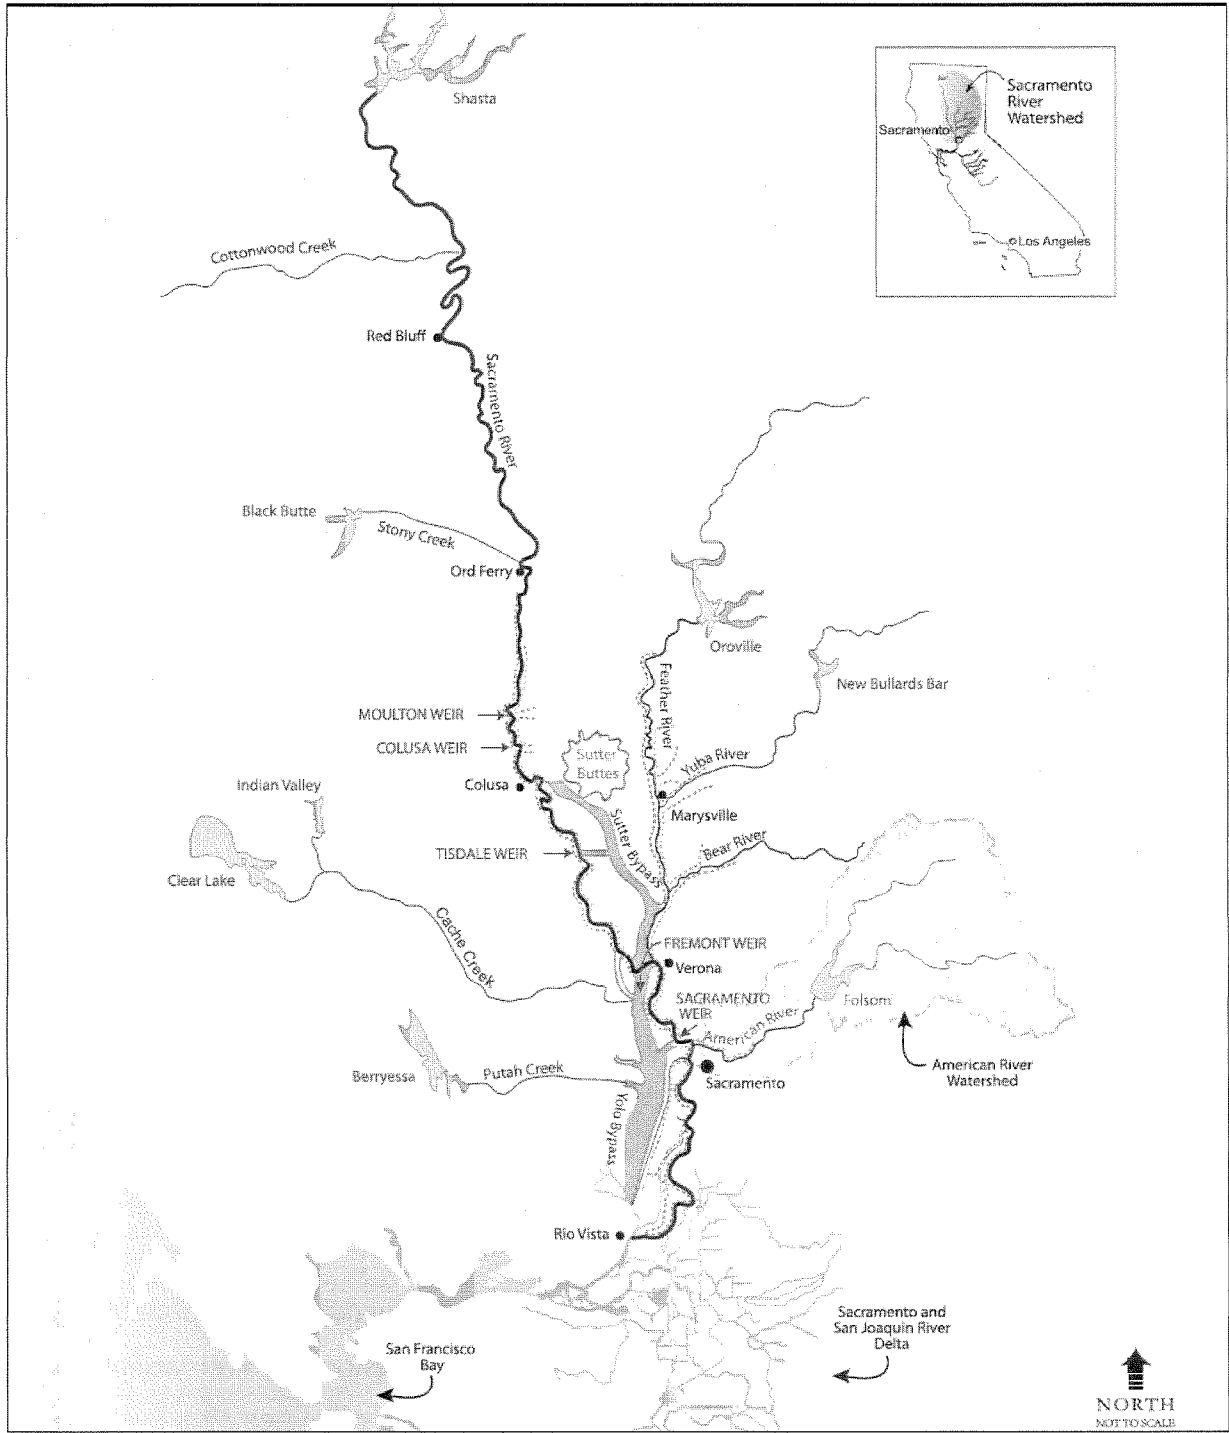 Shasta
Sacramento
River
Watershed
Sacramento
Los Angeles
Cottonwood Creek
Red Bluff
Sacramento River
Black Butte
Stony Creek
Ord Ferry
Oroville
Feather River
New Bullards Bar
MOULTON WEIR
COLUSA WEIR
Sutter
Buttes
Yuba River
Indian Valley
Colusa
Marysville
Sutter Bypass
Bear River
TISDALE WEIR
Clear Lake
Cache Creek
FREMONT WEIR
Verona
SACRAMENTO
WEIR
American River
Folsom
American River
Watershed
Berryessa
Putah Creek
Sacramento
Yolo Bypass
Rio Vista
Sacramento and
San Joaquin River
Delta
San Francisco
Bay
NORTH
NOT TO SCALE